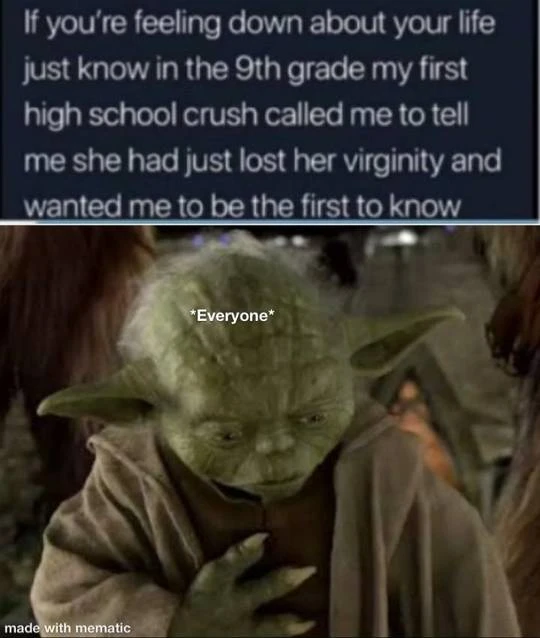 If you're feeling down about your life
just know in the 9th grade my first
high school crush called me to tell
me she had just lost her virginity and
wanted me to be the first to know
*Everyone*
made with mematic